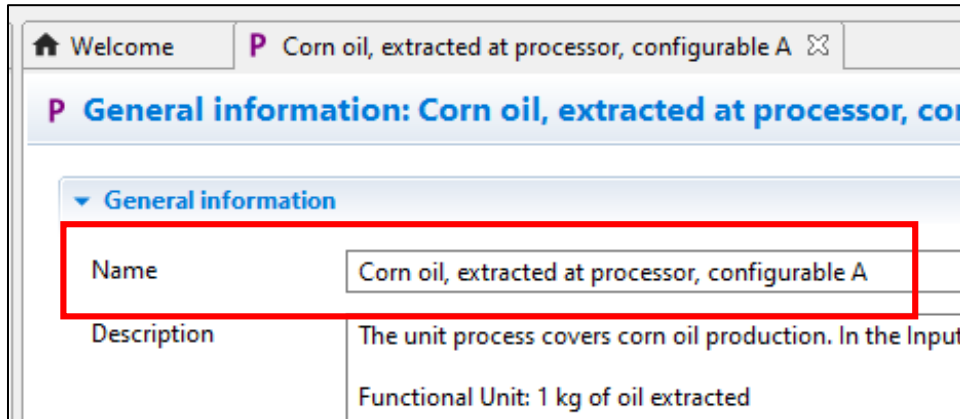 Welcome
P Corn oil, extracted at processor, configurable A
P General information: Corn oil, extracted at processor,
General information
Name
Corn oil, extracted at processor, configurable A
Description
The unit process covers corn oil production. In the Input
Functional Unit: 1 kg of oil extracted